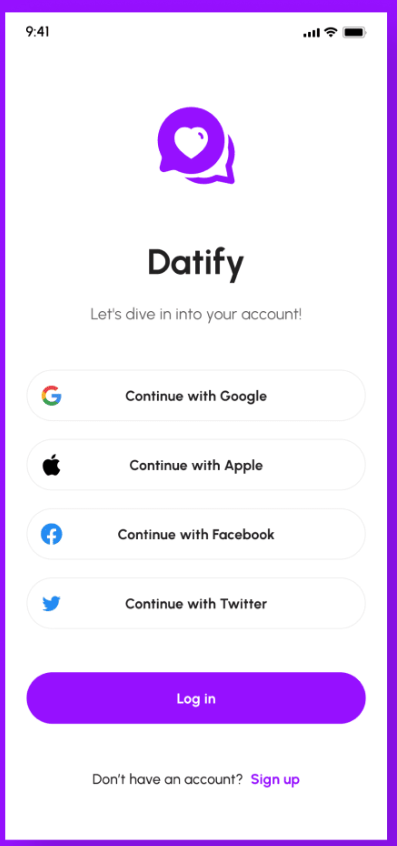 9:41
Datify
Let's dive in into your account!
Continue with Google
Continue with Apple
Continue with Facebook
Continue with Twitter
Log in
Don't have an account? Sign up